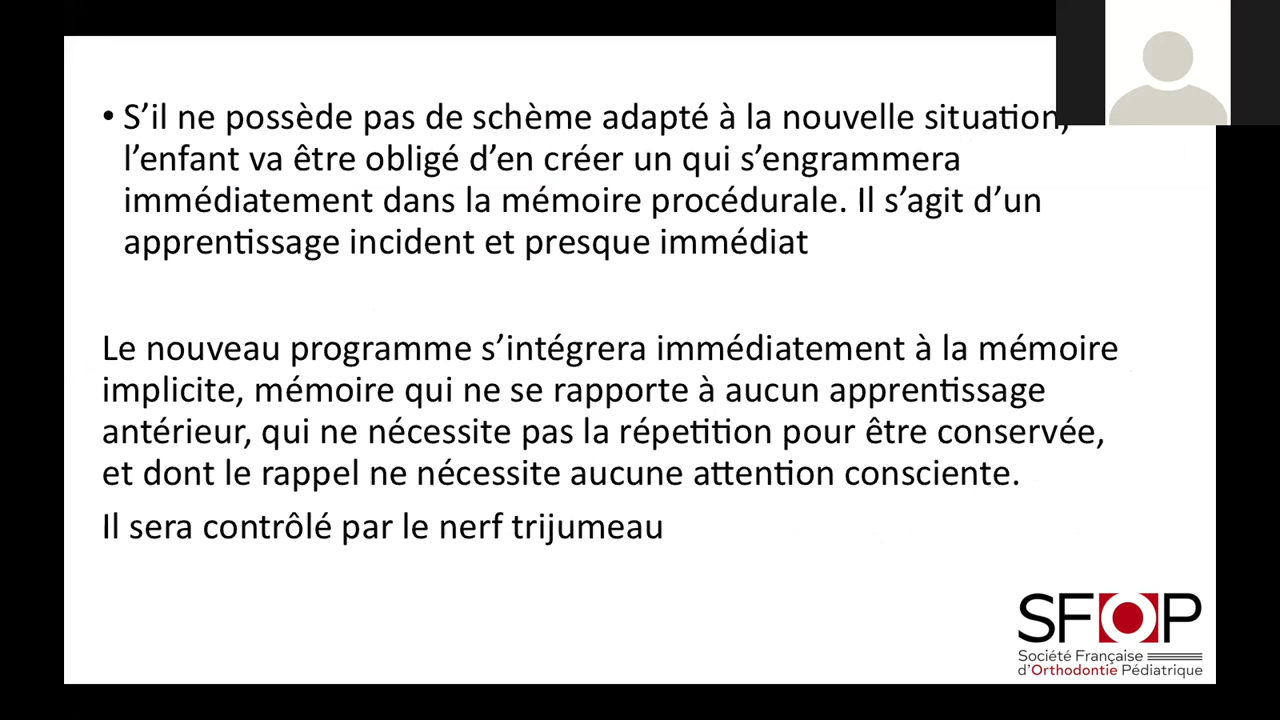 • S’il ne possède pas de schème adapté à la nouvelle situation,
l’enfant va être obligé d’en créer un qui s’engrammera
immédiatement dans la mémoire procédurale. Il s’agit d’un
apprentissage incident et presque immédiat
Le nouveau programme s’intégrera immédiatement à la mémoire
implicite, mémoire qui ne se rapporte à aucun apprentissage
antérieur, qui ne nécessite pas la répetition pour être conservée,
et dont le rappel ne nécessite aucune attention consciente.
Il sera contrôlé par le nerf trijumeau
SFOP
Société Française
d’Orthodontie Pédiatrique